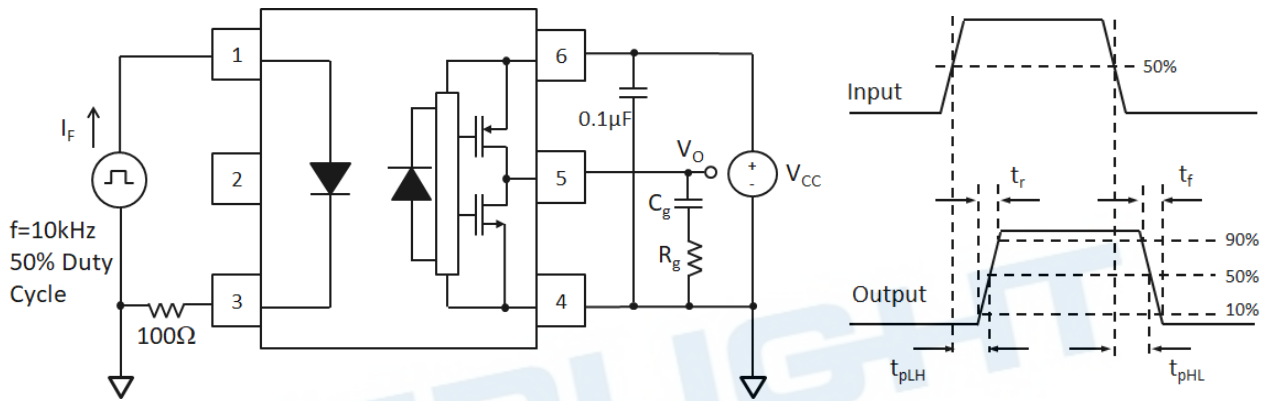 1
2
3
6
5
4
I_F
f=10kHz
50% Duty
Cycle
100Ω
0.1µF
V_O
C_g
R_g
+
-
V_CC
Input
50%
t_r
t_f
90%
50%
10%
Output
t_pLH
t_pHL